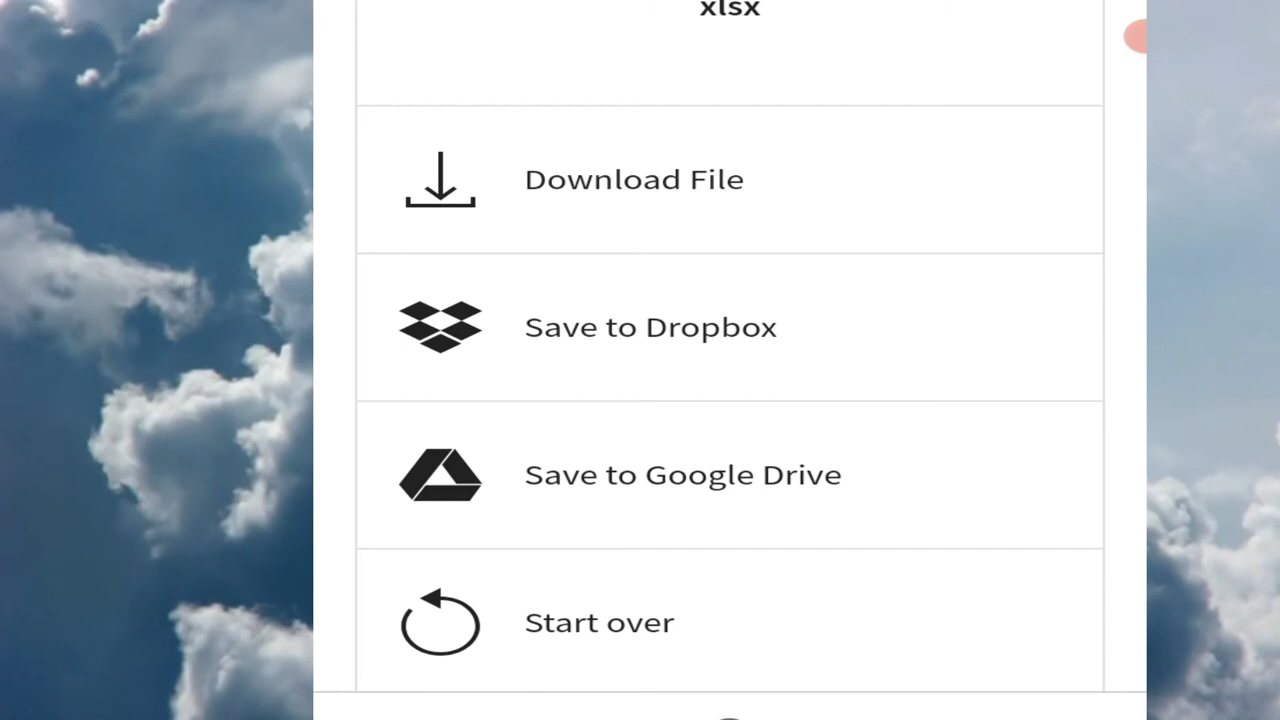 xlsx
Download File
Save to Dropbox
Save to Google Drive
Start over